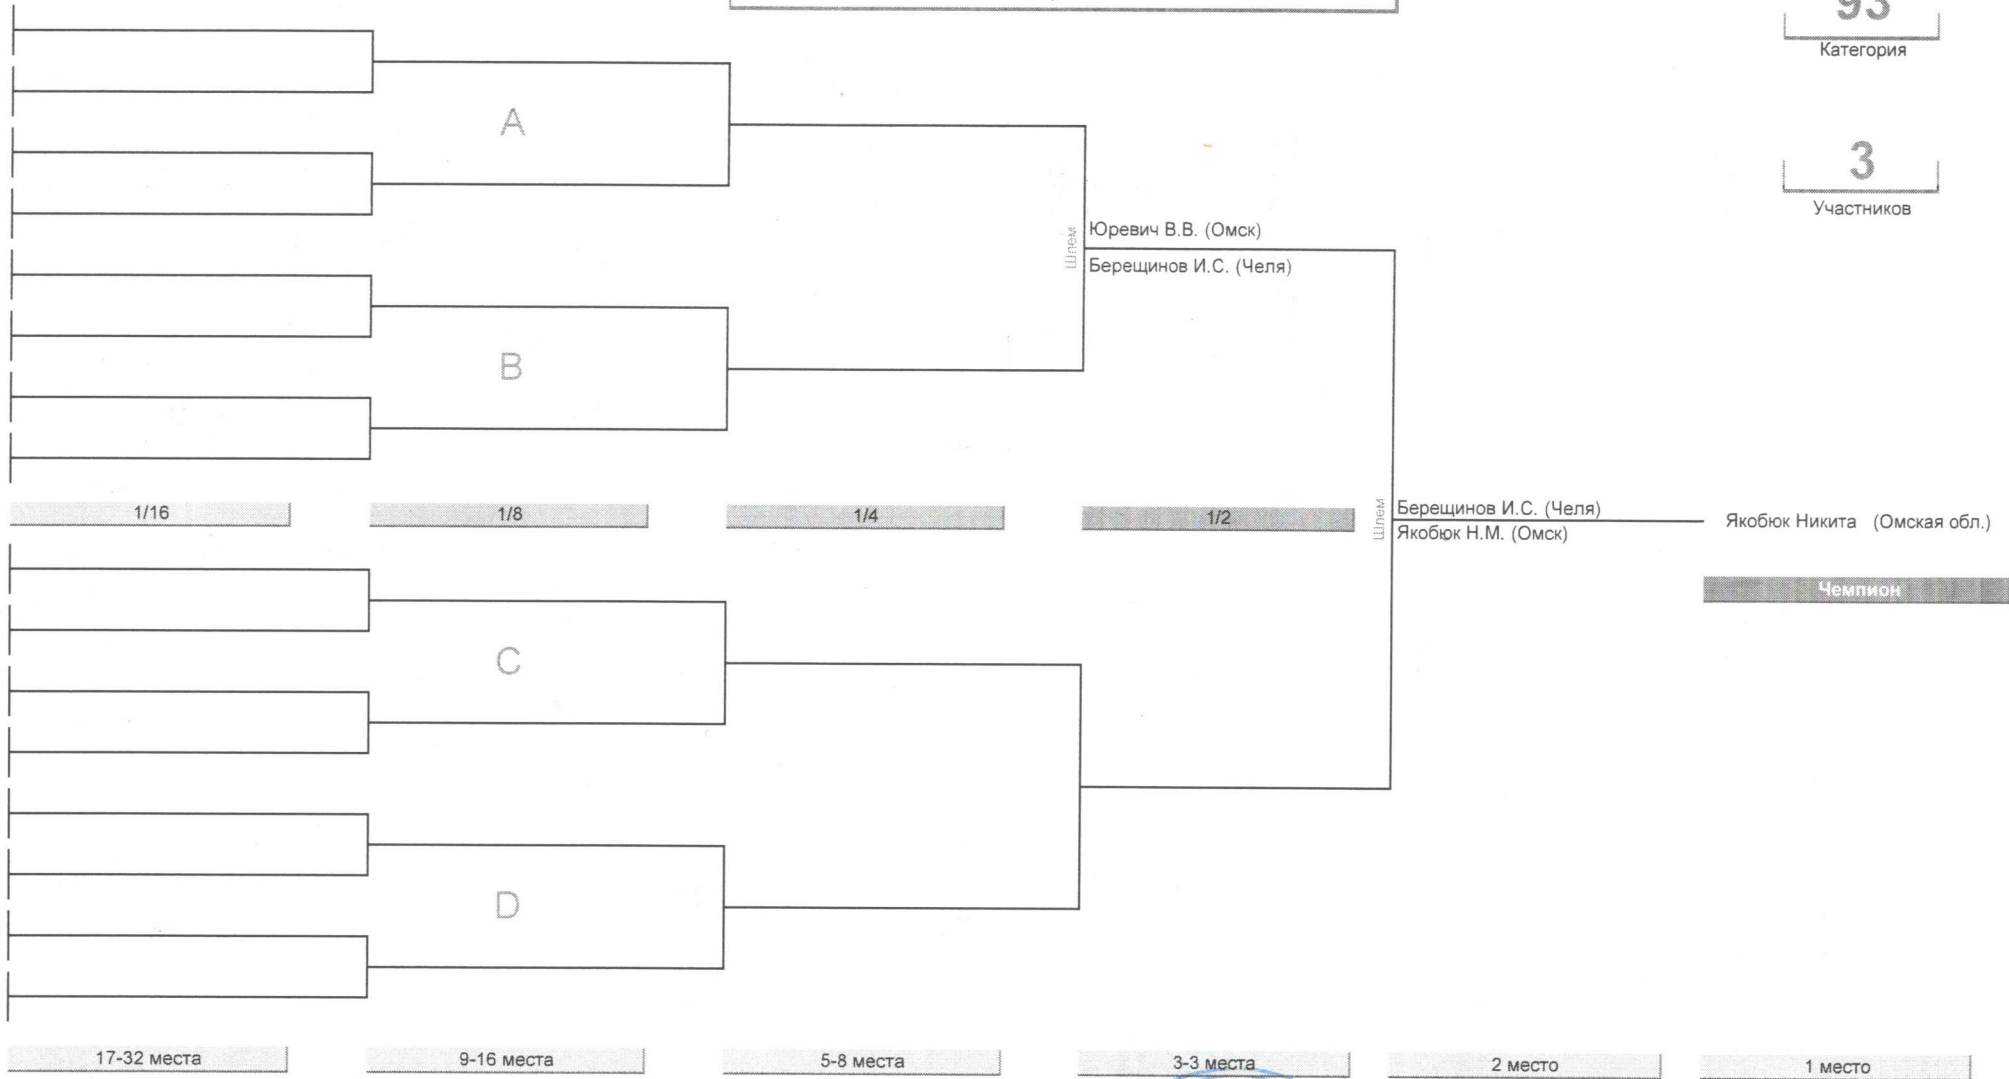 93
Категория
A
3
Участников
Шлем
Юревич В.В. (Омск)
Берещинов И.С. (Челя)
B
1/16
1/8
1/4
1/2
Шлем
Берещинов И.С. (Челя)
Якобюк Н.М. (Омск)
Якобюк Никита (Омская обл.)
Чемпион
C
D
17-32 места
9-16 места
5-8 места
3-3 места
2 место
1 место